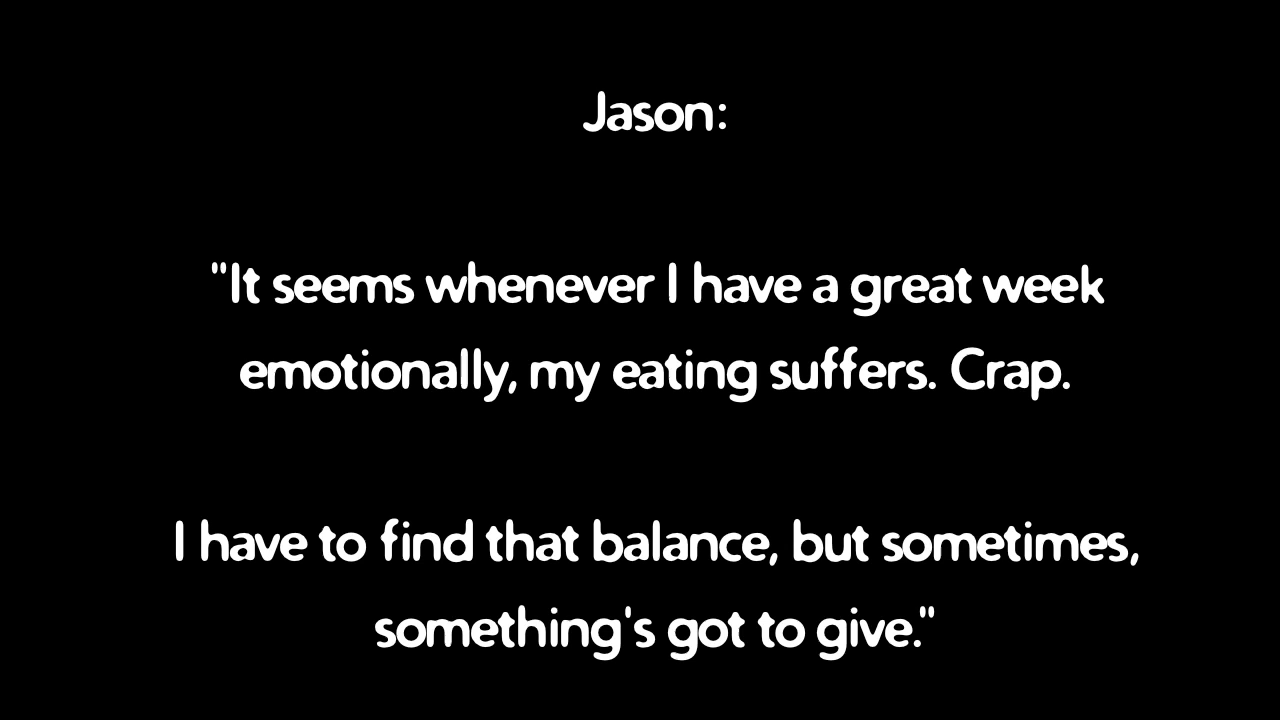 Jason:
"It seems whenever I have a great week
emotionally, my eating suffers. Crap.
I have to find that balance, but sometimes,
something's got to give."